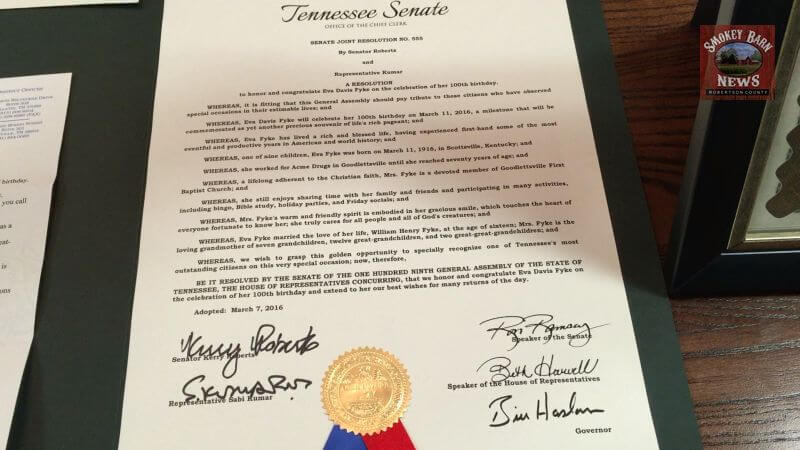 Tennessee Senate
OFFICE OF THE CHIEF CLERK
SENATE JOINT RESOLUTION NO. 555
By Senator Roberts
and
Representative Kumar
A RESOLUTION
to honor and congratulate Eva Davis Fyke on the celebration of her 100th birthday.
WHEREAS, it is fitting that this General Assembly should pay tribute to those citizens who have observed
special occasions in their estimable lives; and
WHEREAS, Eva Davis Fyke will celebrate her 100th birthday on March 11, 2016, a milestone that will be
commemorated as yet another precious souvenir of life's rich pageant; and
WHEREAS, Eva Fyke has lived a rich and blessed life, having experienced first-hand some of the most
eventful and productive years in American and world history; and
WHEREAS, one of nine children, Eva Fyke was born on March 11, 1916, in Scottsville, Kentucky; and
WHEREAS, she worked for Acme Drugs in Goodlettsville until she reached seventy years of age; and
WHEREAS, a lifelong adherent to the Christian faith, Mrs. Fyke is a devoted member of Goodlettsville First
Baptist Church; and
WHEREAS, she still enjoys sharing time with her family and friends and participating in many activities,
including bingo, Bible study, holiday parties, and Friday socials; and
WHEREAS, Mrs. Fyke's warm and friendly spirit is embodied in her gracious smile, which touches the heart of
everyone fortunate to know her; she truly cares for all people and all of God's creatures; and
WHEREAS, Eva Fyke married the love of her life, William Henry Fyke, at the age of sixteen; Mrs. Fyke is the
loving grandmother of seven grandchildren, twelve great-grandchildren, and two great-great-grandchildren; and
WHEREAS, we wish to grasp this golden opportunity to specially recognize one of Tennessee's most
outstanding citizens on this very special occasion; now, therefore,
BE IT RESOLVED BY THE SENATE OF THE ONE HUNDRED NINTH GENERAL ASSEMBLY OF THE STATE OF
TENNESSEE, THE HOUSE OF REPRESENTATIVES CONCURRING, that we honor and congratulate Eva Davis Fyke on
the celebration of her 100th birthday and extend to her our best wishes for many returns of the day.
Adopted: March 7, 2016
Kerry Roberts
Senator Kerry Roberts
Representative Sabi Kumar
Ron Ramsey
Speaker of the Senate
Beth Harwell
Speaker of the House of Representatives
Bill Haslam
Governor
birthday.
you call
as a
great-
is
SMOKEY BARN
NEWS
ROBERTSON COUNTY